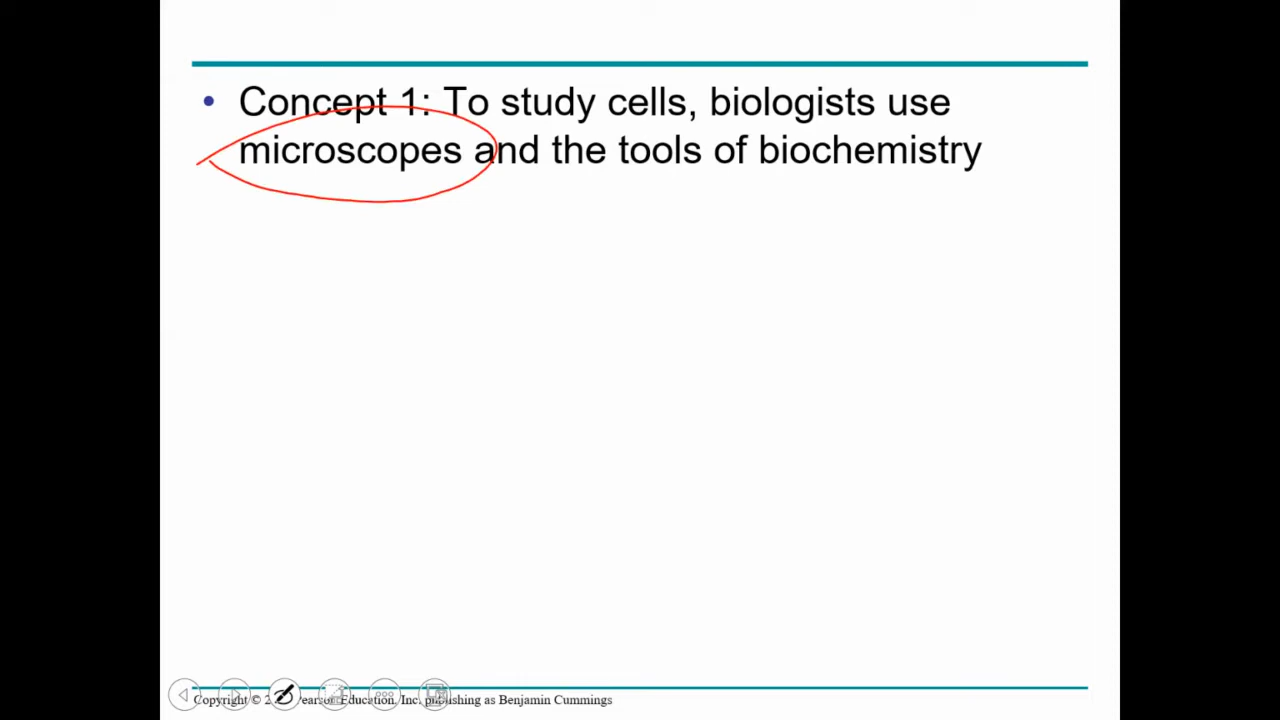 • Concept 1: To study cells, biologists use
microscopes and the tools of biochemistry
Copyright © Education, Inc. publishing as Benjamin Cummings